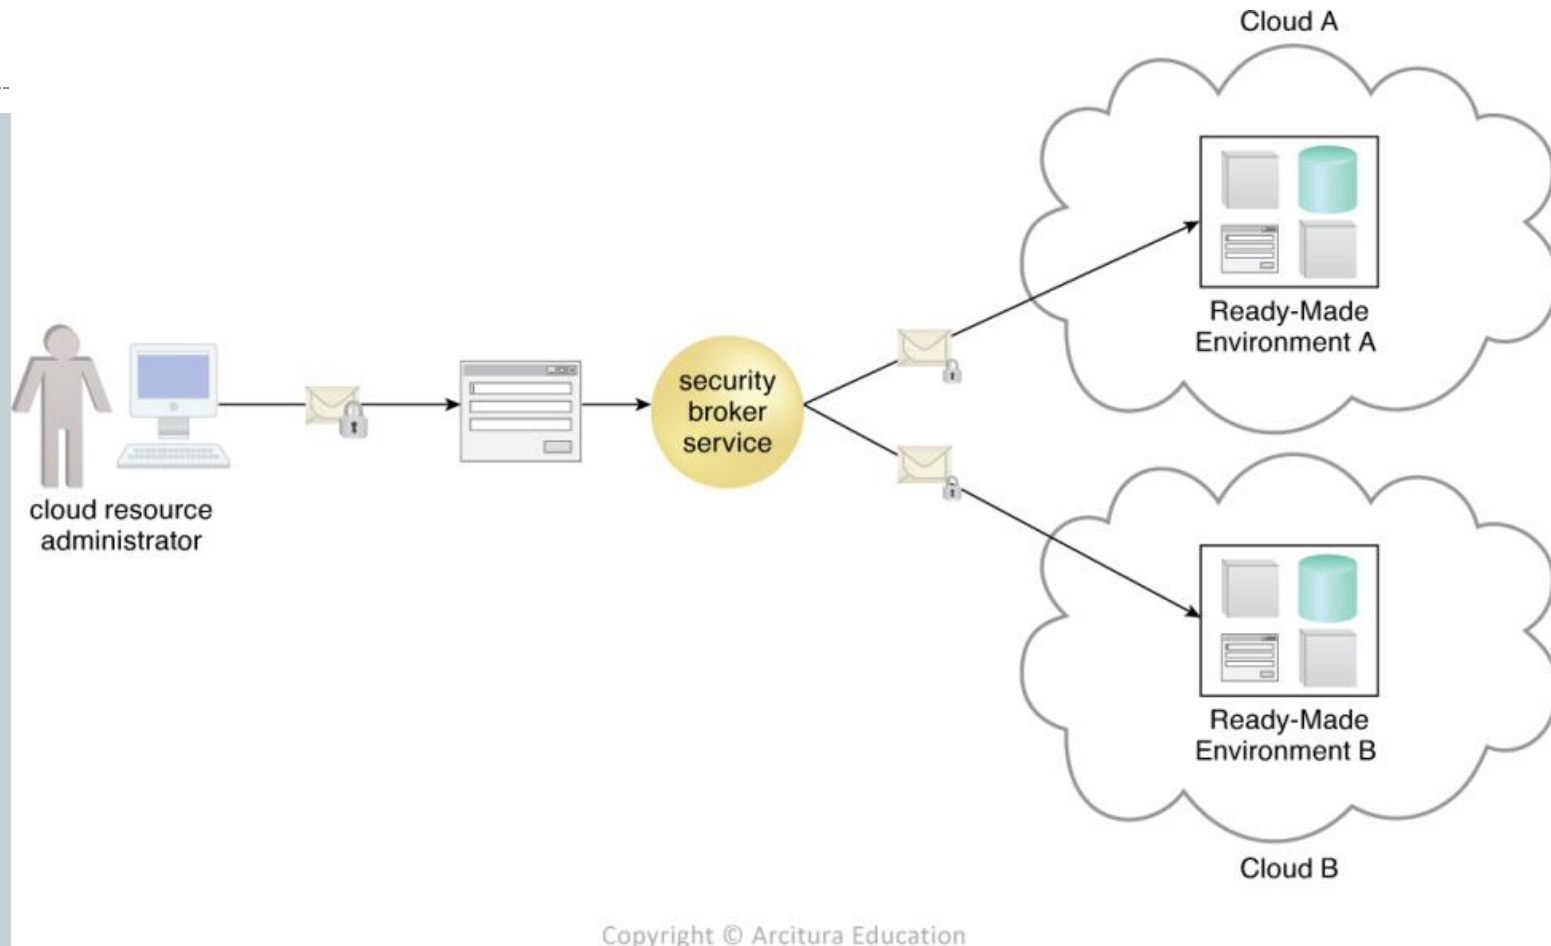 Cloud A
Ready-Made
Environment A
security
broker
service
cloud resource
administrator
Ready-Made
Environment B
Cloud B
Copyright © Arcitura Education